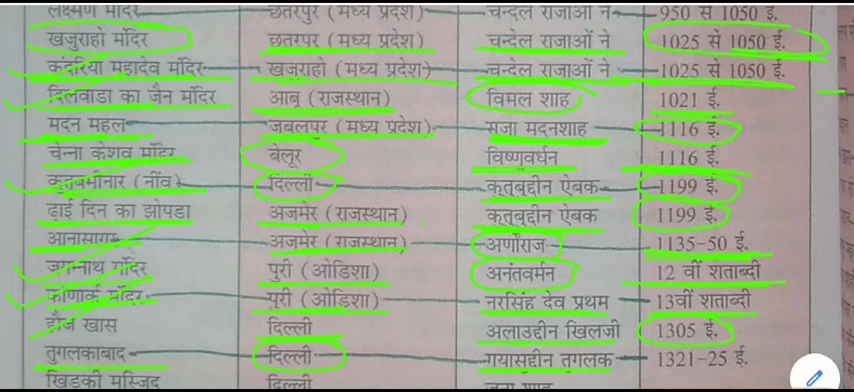 लक्ष्मण मंदिर छतरपुर (मध्य प्रदेश) चन्देल राजाओं ने 950 से 1050 ई.
खजुराहो मंदिर छतरपुर (मध्य प्रदेश) चन्देल राजाओं ने 1025 से 1050 ई.
कंदरिया महादेव मंदिर खजुराहो (मध्य प्रदेश) चन्देल राजाओं ने 1025 से 1050 ई.
दिलवाडा का जैन मंदिर आबू (राजस्थान) विमल शाह 1021 ई.
मदन महल जबलपुर (मध्य प्रदेश) राजा मदनशाह 1116 ई.
चेन्ना केशव मंदिर बेलूर विष्णुवर्धन 1116 ई.
कुतबमीनार (नींव) दिल्ली कुतुबुद्दीन ऐबक 1199 ई.
ढ़ाई दिन का झोपडा अजमेर (राजस्थान) कुतुबुद्दीन ऐबक 1199 ई.
आनासागर अजमेर (राजस्थान) अर्णोराज 1135-50 ई.
जगन्नाथ मंदिर पुरी (ओडिशा) अनंतवर्मन 12 वीं शताब्दी
कोणार्क मंदिर पुरी (ओडिशा) नरसिंह देव प्रथम 13वीं शताब्दी
हौज खास दिल्ली अलाउद्दीन खिलजी 1305 ई.
तुगलकाबाद दिल्ली गयासुद्दीन तुगलक 1321-25 ई.
खिडकी मस्जिद दिल्ली